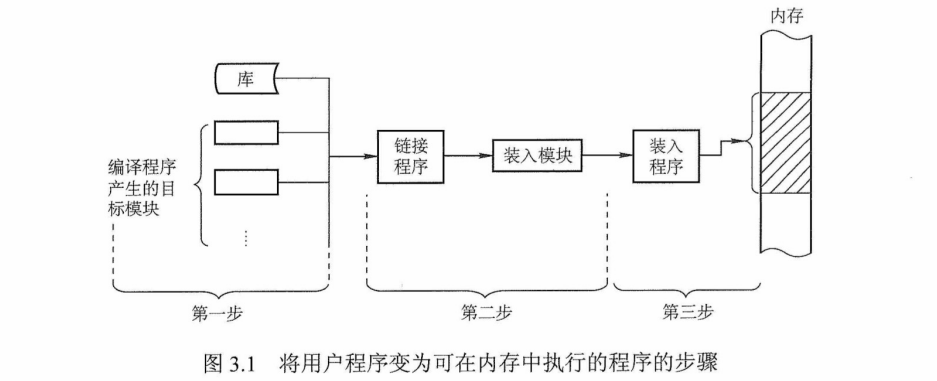 内存
库
编译程序
产生的目
标模块
链接
程序
装入模块
装入
程序
第一步
第二步
第三步
图 3.1 将用户程序变为可在内存中执行的程序的步骤